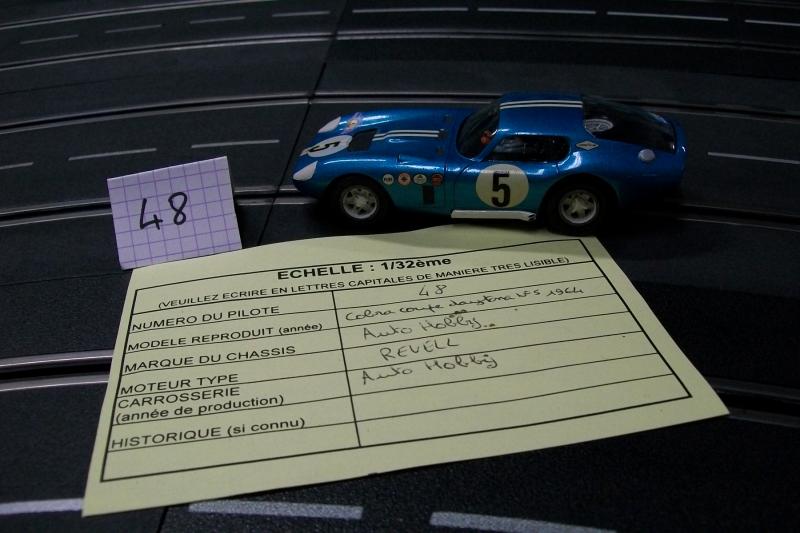 5
5
48
ECHELLE : 1/32ème
(VEUILLEZ ECRIRE EN LETTRES CAPITALES DE MANIERE TRES LISIBLE)
NUMERO DU PILOTE 48
MODELE REPRODUIT (année) Cobra coupe daytona N°5 1964
MARQUE DU CHASSIS Auto Hobby
MOTEUR TYPE REVELL
CARROSSERIE Auto Hobby
(année de production)
HISTORIQUE (si connu)